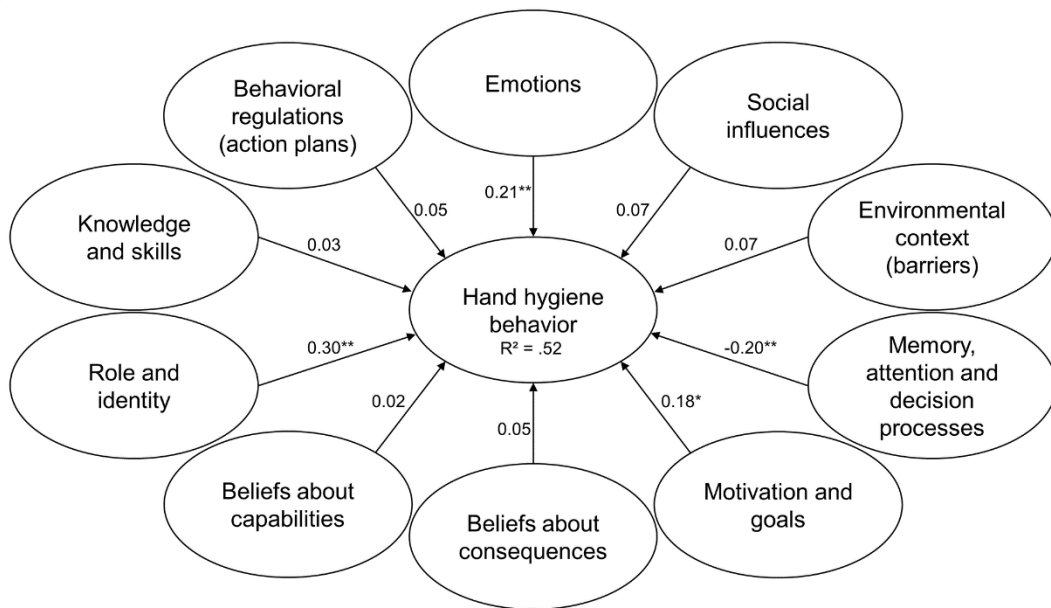 Emotions
Behavioral
regulations
(action plans)
Social
influences
0.21**
0.05
0.07
Knowledge
and skills
Environmental
context
(barriers)
0.03
0.07
Hand hygiene
behavior
R² = .52
Role and
identity
Memory,
attention and
decision
processes
0.30**
-0.20**
0.02
0.18*
0.05
Beliefs about
capabilities
Motivation and
goals
Beliefs about
consequences